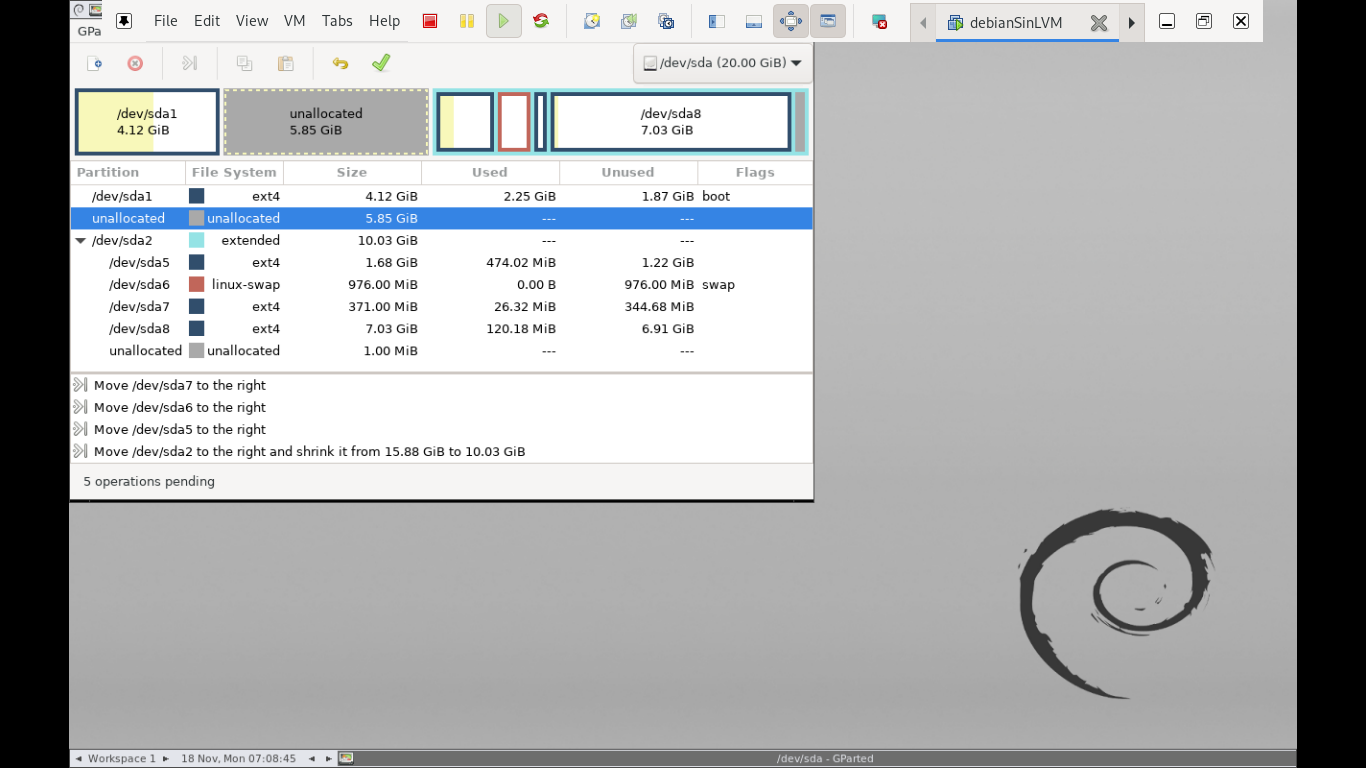 File Edit View VM Tabs Help
debianSinLVM
GPa
/dev/sda (20.00 GiB)
/dev/sda1
4.12 GiB
unallocated
5.85 GiB
/dev/sda8
7.03 GiB
Partition File System Size Used Unused Flags
/dev/sda1 ext4 4.12 GiB 2.25 GiB 1.87 GiB boot
unallocated unallocated 5.85 GiB --- ---
/dev/sda2 extended 10.03 GiB --- ---
/dev/sda5 ext4 1.68 GiB 474.02 MiB 1.22 GiB
/dev/sda6 linux-swap 976.00 MiB 0.00 B 976.00 MiB swap
/dev/sda7 ext4 371.00 MiB 26.32 MiB 344.68 MiB
/dev/sda8 ext4 7.03 GiB 120.18 MiB 6.91 GiB
unallocated unallocated 1.00 MiB --- ---
Move /dev/sda7 to the right
Move /dev/sda6 to the right
Move /dev/sda5 to the right
Move /dev/sda2 to the right and shrink it from 15.88 GiB to 10.03 GiB
5 operations pending
Workspace 1 18 Nov, Mon 07:08:45 /dev/sda - GParted